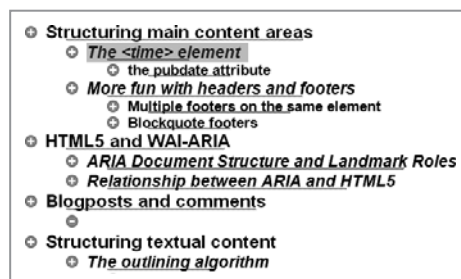 Structuring main content areas
The <time> element
the pubdate attribute
More fun with headers and footers
Multiple footers on the same element
Blockquote footers
HTML5 and WAI-ARIA
ARIA Document Structure and Landmark Roles
Relationship between ARIA and HTML5
Blogposts and comments
Structuring textual content
The outlining algorithm